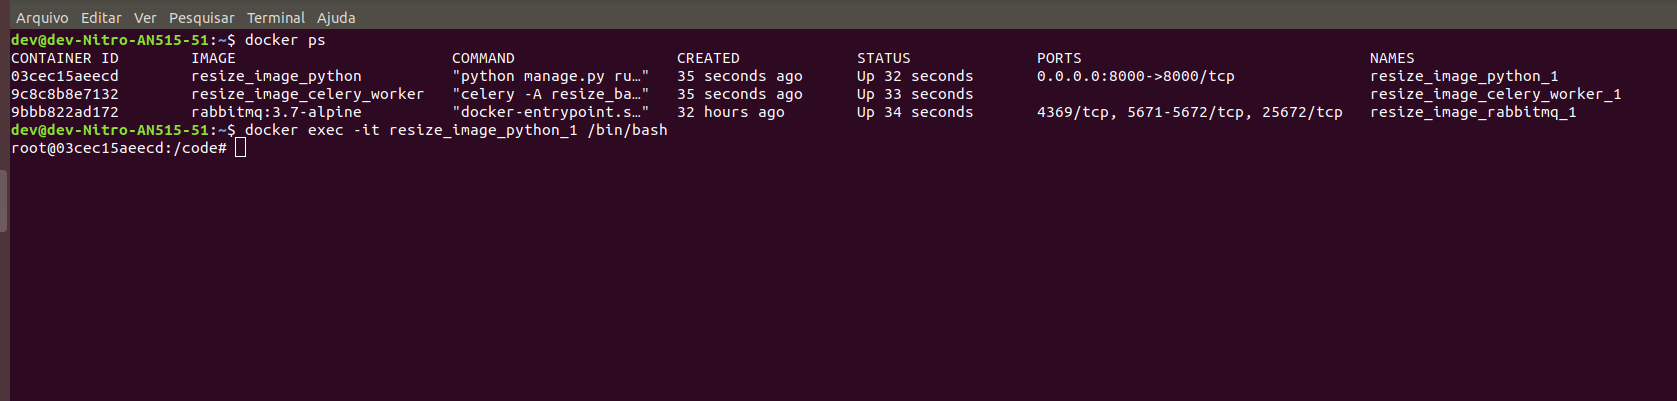 Arquivo Editar Ver Pesquisar Terminal Ajuda
dev@dev-Nitro-AN515-51:~$ docker ps
CONTAINER ID        IMAGE                        COMMAND                  CREATED             STATUS              PORTS                                NAMES
03cec15aeecd        resize_image_python          "python manage.py ru…"   35 seconds ago      Up 32 seconds       0.0.0.0:8000->8000/tcp               resize_image_python_1
9c8c8b8e7132        resize_image_celery_worker   "celery -A resize_ba…"   35 seconds ago      Up 33 seconds                                            resize_image_celery_worker_1
9bbb822ad172        rabbitmq:3.7-alpine          "docker-entrypoint.s…"   32 hours ago        Up 34 seconds       4369/tcp, 5671-5672/tcp, 25672/tcp   resize_image_rabbitmq_1
dev@dev-Nitro-AN515-51:~$ docker exec -it resize_image_python_1 /bin/bash
root@03cec15aeecd:/code#